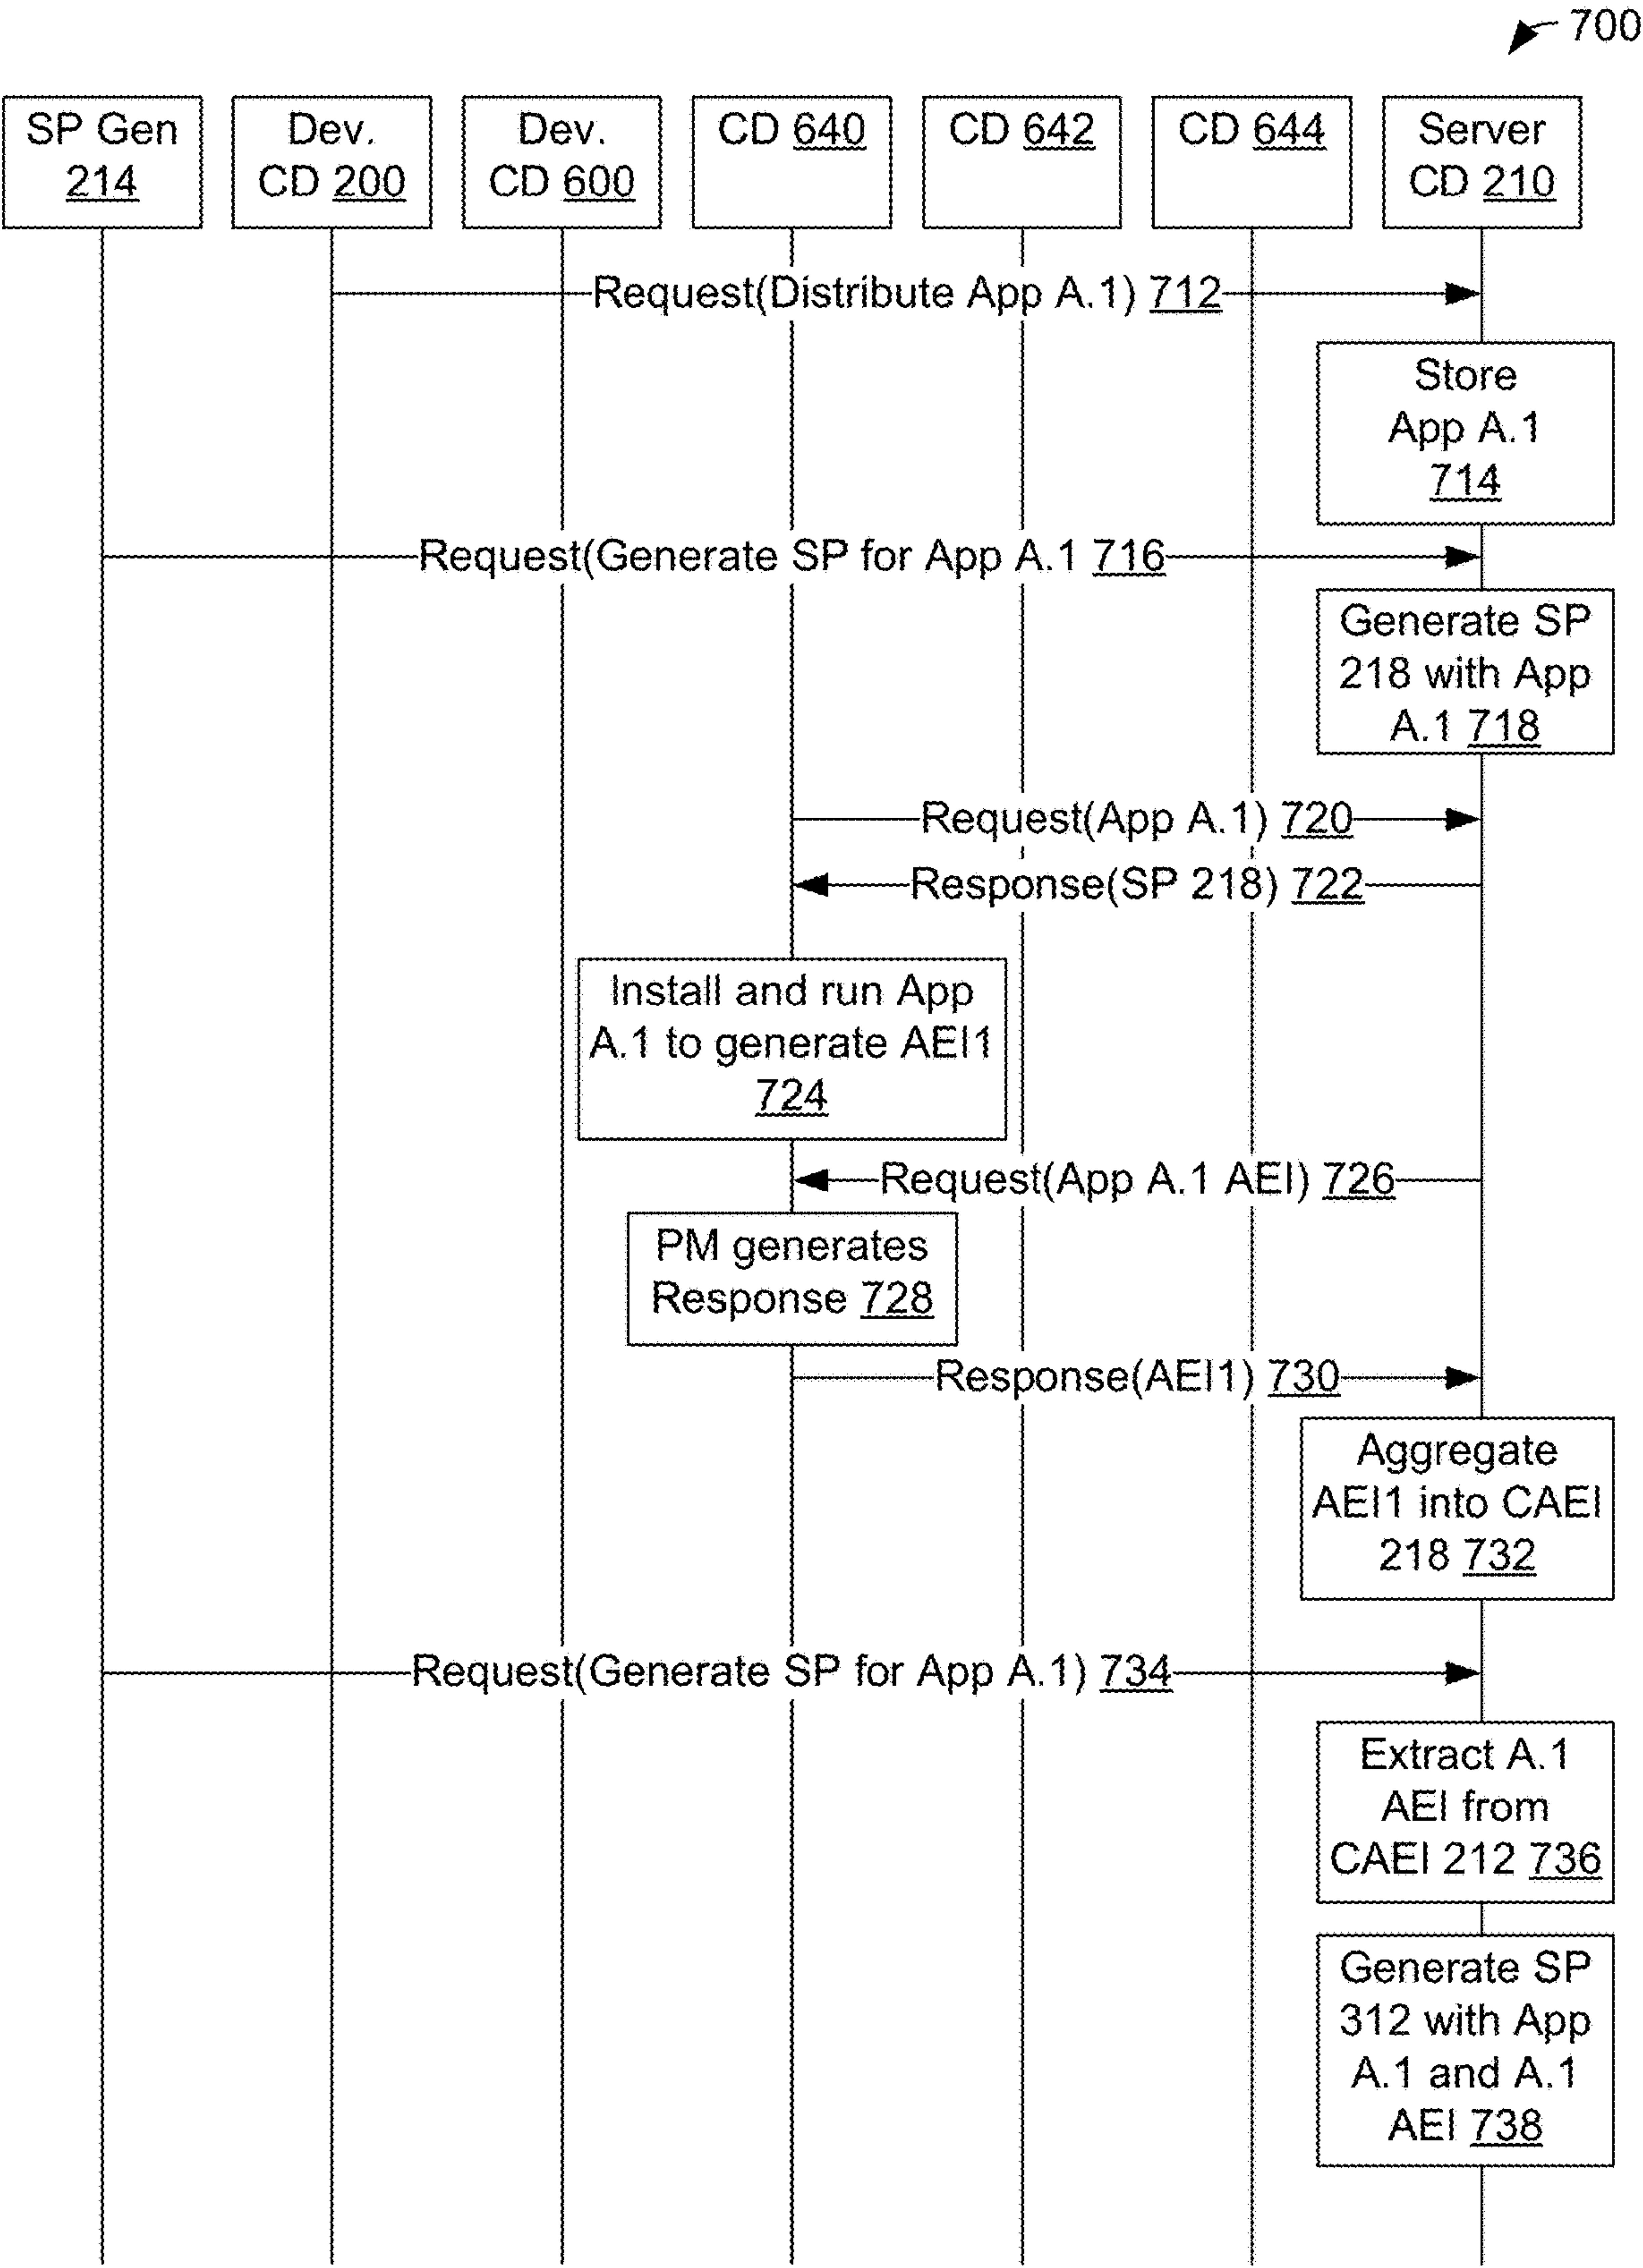 700
SP Gen
214
Dev.
CD 200
Dev.
CD 600
CD 640
CD 642
CD 644
Server
CD 210
Request(Distribute App A.1) 712
Store
App A.1
714
Request(Generate SP for App A.1 716
Generate SP
218 with App
A.1 718
Request(App A.1) 720
Response(SP 218) 722
Install and run App
A.1 to generate AEI1
724
Request(App A.1 AEI) 726
PM generates
Response 728
Response(AEI1) 730
Aggregate
AEI1 into CAEI
218 732
Request(Generate SP for App A.1) 734
Extract A.1
AEI from
CAEI 212 736
Generate SP
312 with App
A.1 and A.1
AEI 738